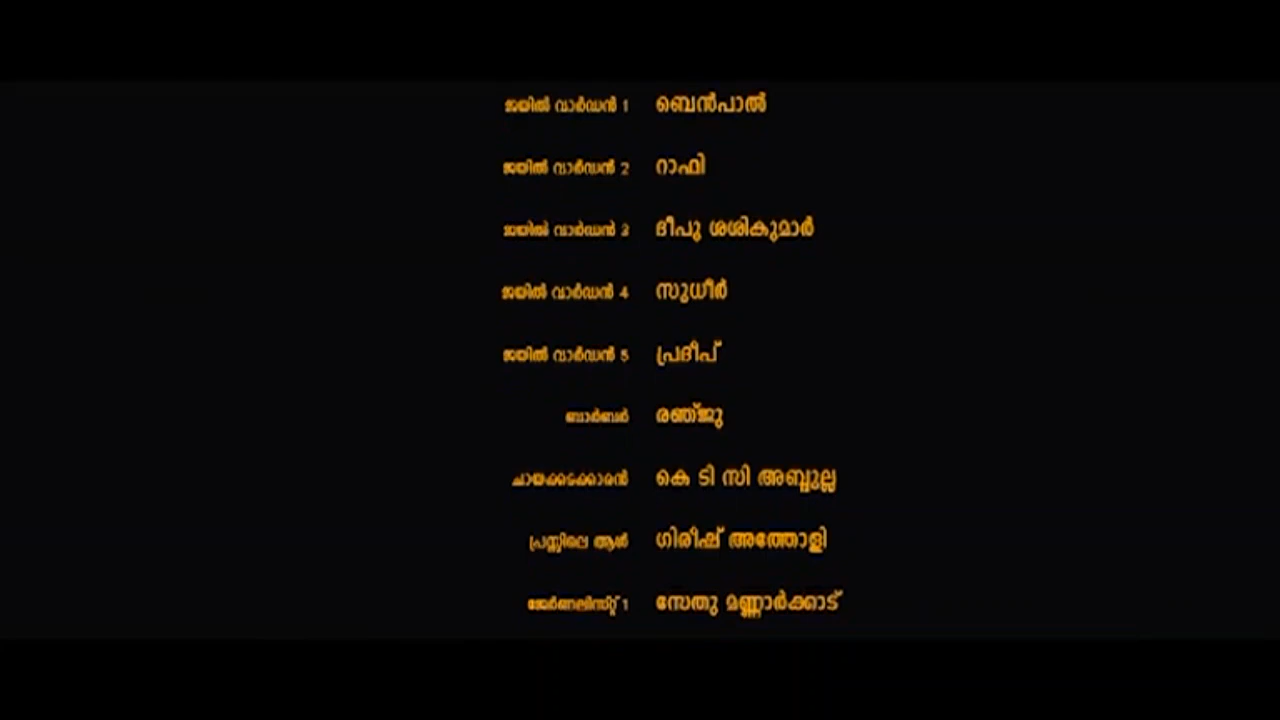 ജയിൽ വാർഡൻ 1 ബെൻപാൽ
ജയിൽ വാർഡൻ 2 റാഫി
ജയിൽ വാർഡൻ 3 ദീപു ശശികുമാർ
ജയിൽ വാർഡൻ 4 സുധീർ
ജയിൽ വാർഡൻ 5 പ്രദീപ്
ബാർബർ രഞ്ജു
ചായക്കടക്കാരൻ കെ ടി സി അബ്ദുല്ല
പ്രസ്സിലെ ആൾ ഗിരീഷ് അത്തോളി
ജേർണലിസ്റ്റ് 1 സേതു മണ്ണാർക്കാട്